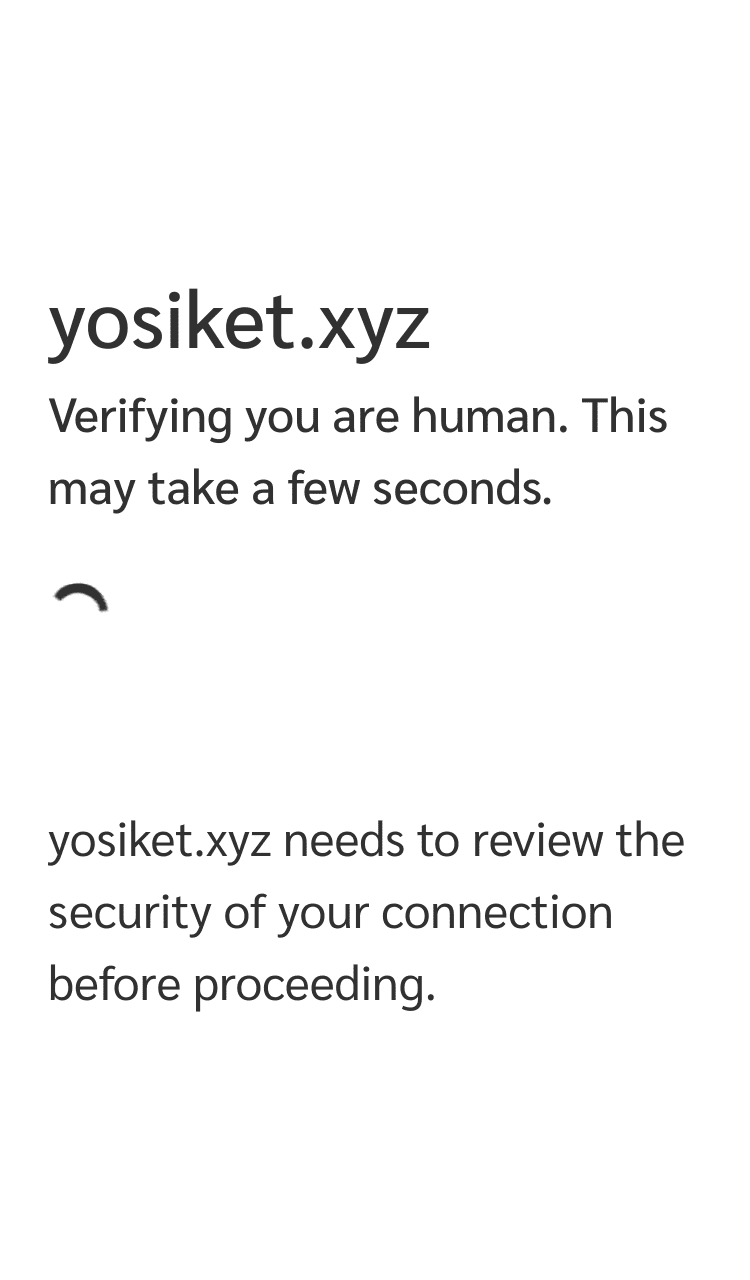 yosiket.xyz
Verifying you are human. This
may take a few seconds.
yosiket.xyz needs to review the
security of your connection
before proceeding.